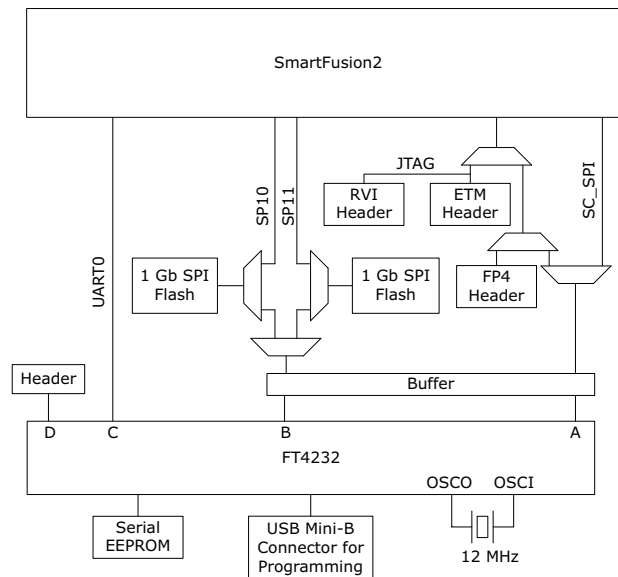 SmartFusion2
JTAG
RVI
Header
ETM
Header
SC_SPI
SP10
SP11
UART0
1 Gb SPI
Flash
1 Gb SPI
Flash
FP4
Header
Header
Buffer
D
C
B
A
FT4232
OSCO
OSCI
Serial
EEPROM
USB Mini-B
Connector for
Programming
12 MHz